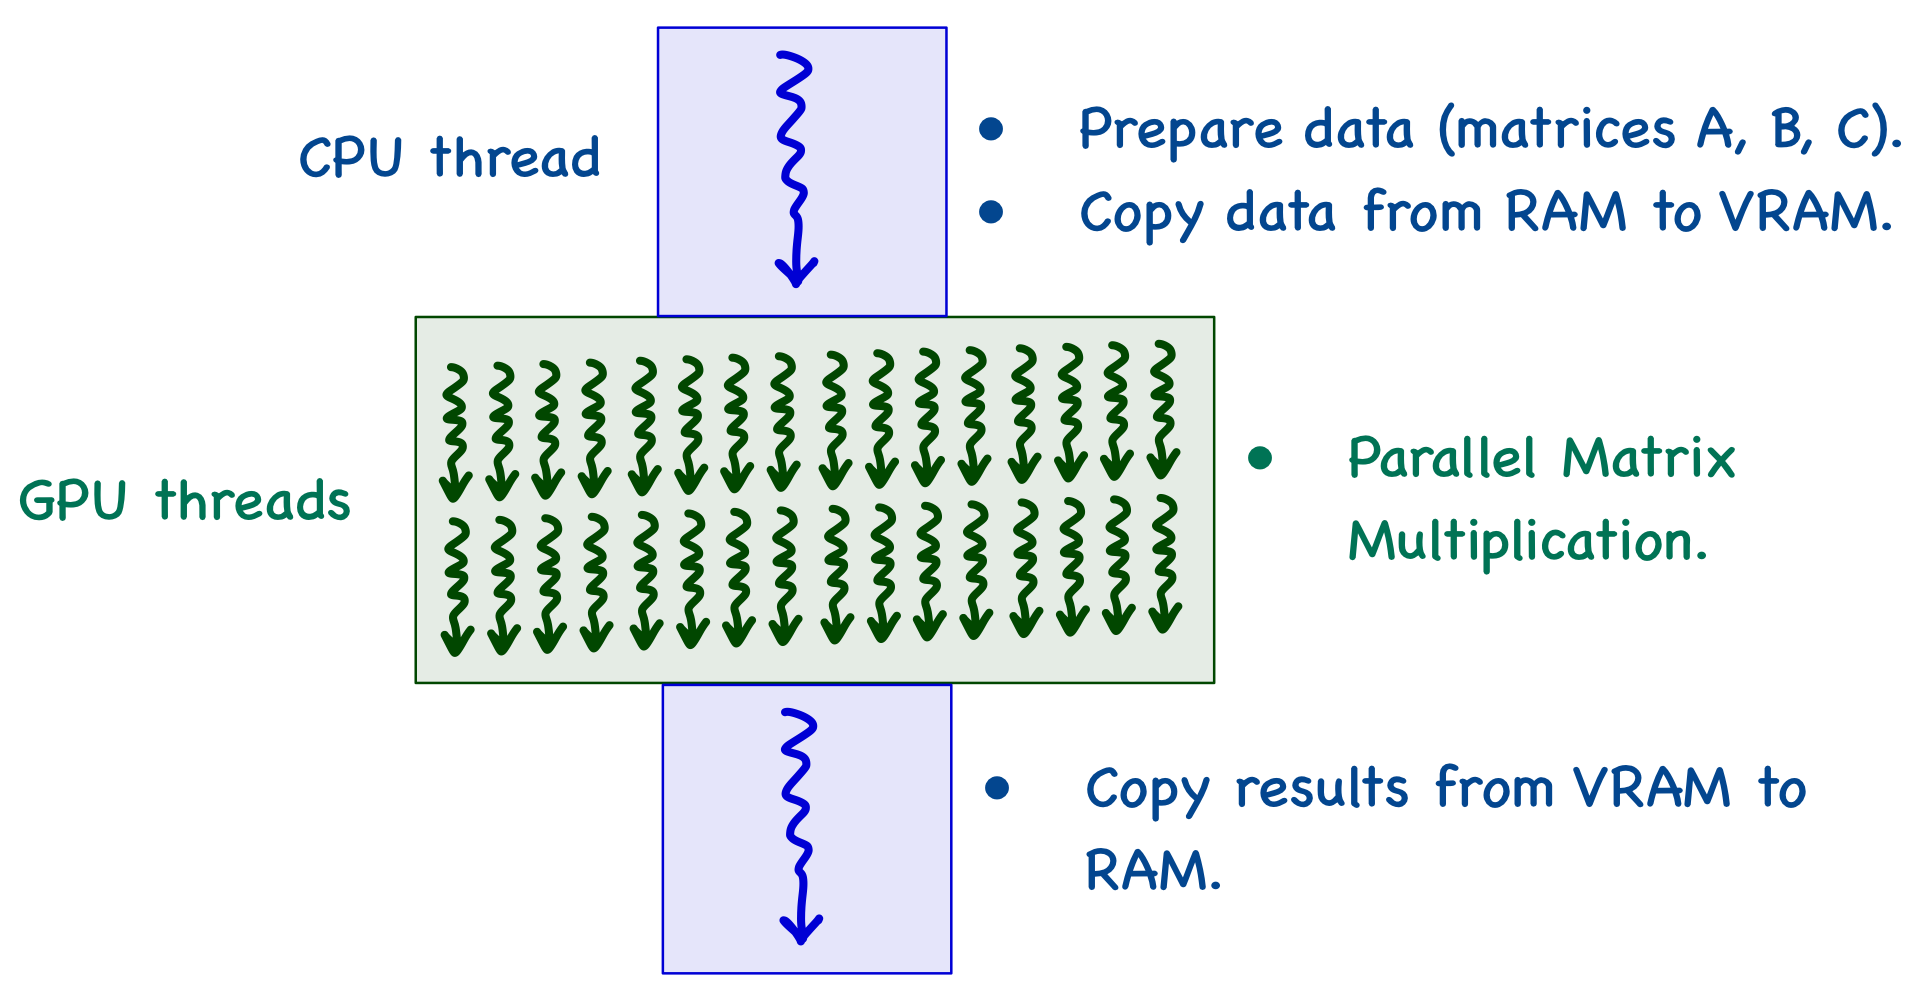 CPU thread
• Prepare data (matrices A, B, C).
• Copy data from RAM to VRAM.
GPU threads
• Parallel Matrix
Multiplication.
• Copy results from VRAM to
RAM.